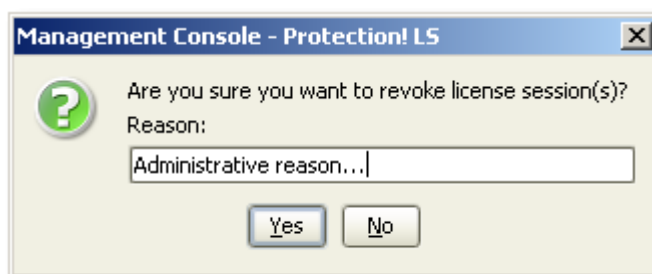 Management Console - Protection! LS
Are you sure you want to revoke license session(s)?
Reason:
Administrative reason...
Yes No